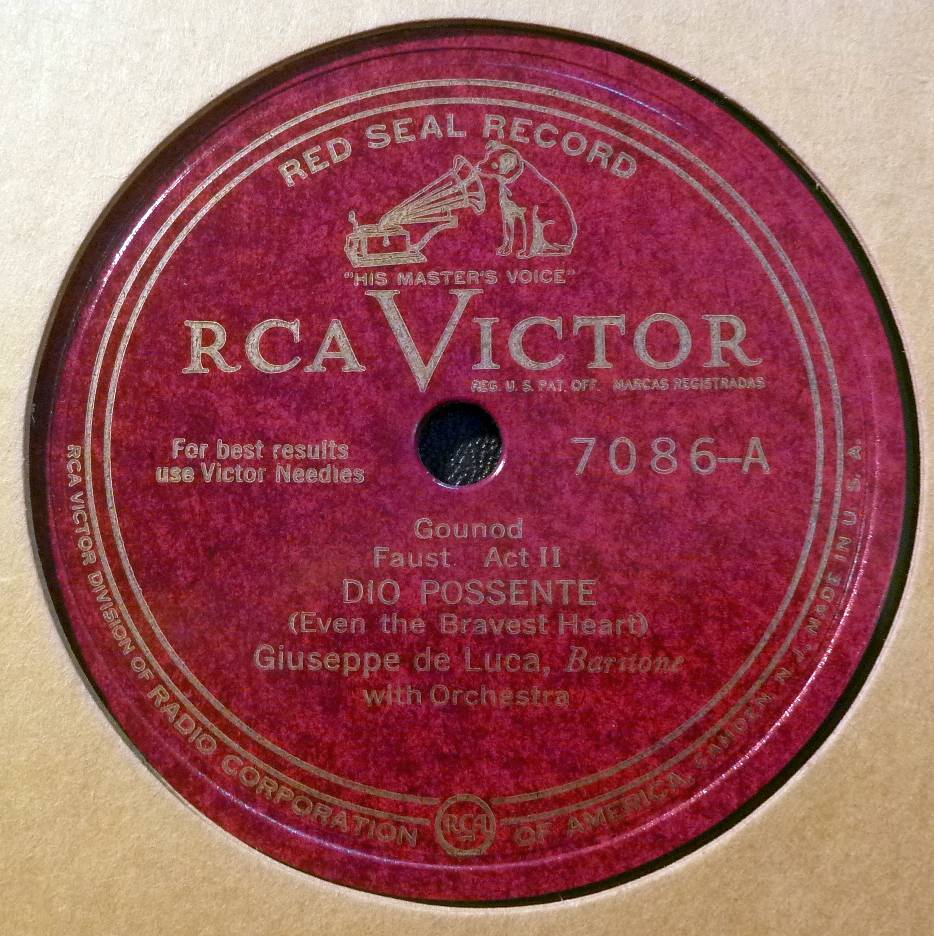 RED SEAL RECORD
"HIS MASTER'S VOICE"
RCA VICTOR
REG. U. S. PAT. OFF. MARCAS REGISTRADAS
For best results
use Victor Needles
7086–A
Gounod
Faust Act II
DIO POSSENTE
(Even the Bravest Heart)
Giuseppe de Luca, Baritone
with Orchestra
RCA VICTOR DIVISION OF RADIO CORPORATION OF AMERICA, CAMDEN, N. J. MADE IN U. S. A.
RCA